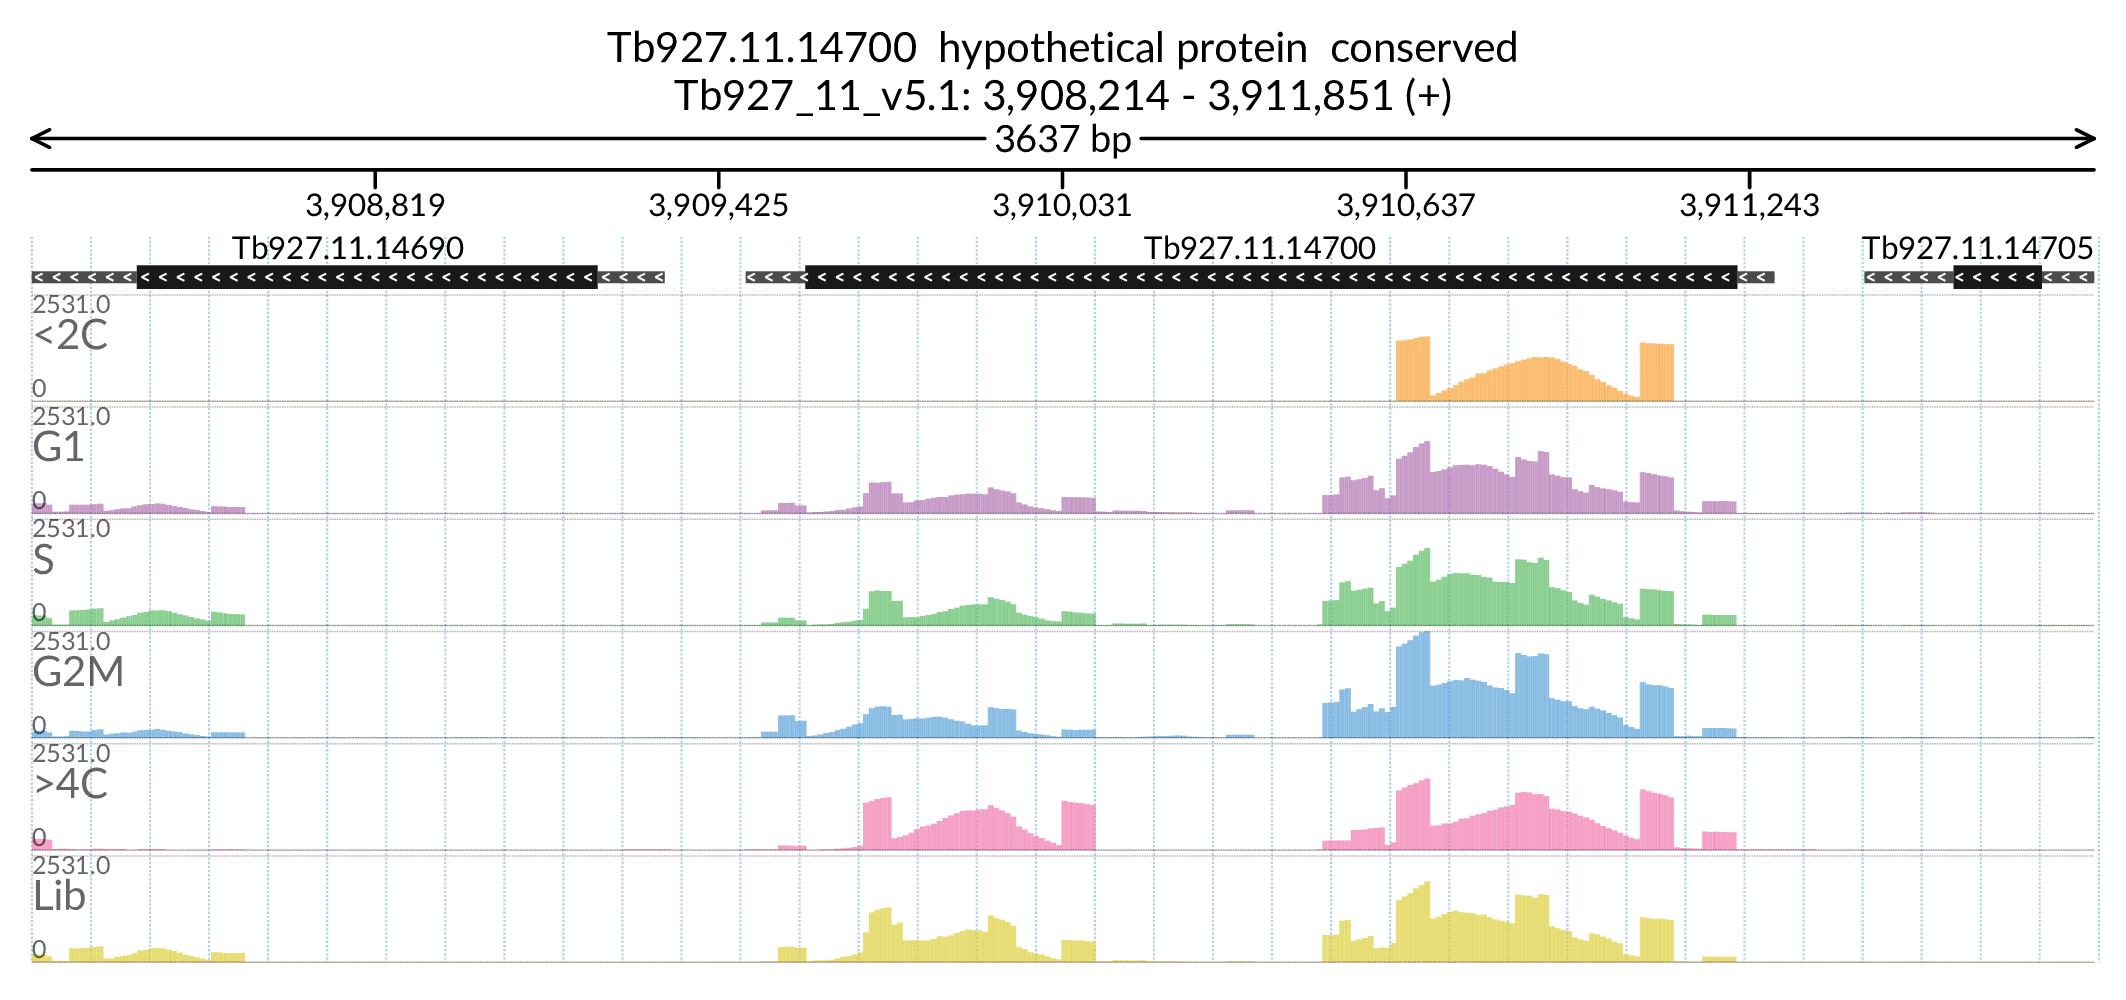 Tb927.11.14700 hypothetical protein conserved
Tb927_11_v5.1: 3,908,214 - 3,911,851 (+)
3637 bp
3,908,819 3,909,425 3,910,031 3,910,637 3,911,243
Tb927.11.14690 Tb927.11.14700 Tb927.11.14705
2531.0
<2C
0
2531.0
G1
0
2531.0
S
0
2531.0
G2M
0
2531.0
>4C
0
2531.0
Lib
0